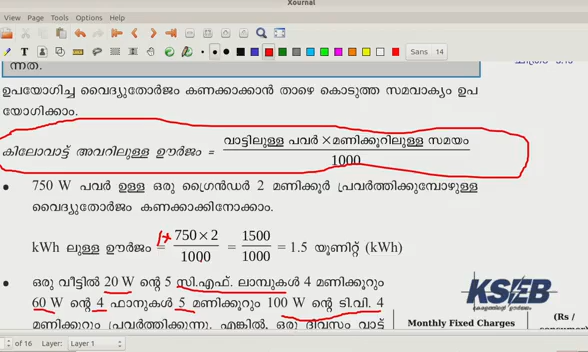 Xournal
View Page Tools Options Help
Sans 14
ന്നത്.
ഉപയോഗിച്ച വൈദ്യുതോർജം കണക്കാക്കാൻ താഴെ കൊടുത്ത സമവാക്യം ഉപ
യോഗിക്കാം.
കിലോവാട്ട് അവറിലുള്ള ഊർജം = വാട്ടിലുള്ള പവർ × മണിക്കൂറിലുള്ള സമയം
1000
• 750 W പവർ ഉള്ള ഒരു ഗ്രൈൻഡർ 2 മണിക്കൂർ പ്രവർത്തിക്കുമ്പോഴുള്ള
വൈദ്യുതോർജം കണക്കാക്കിനോക്കാം.
kWh ലുള്ള ഊർജം = 750 × 2 / 1000 = 1500 / 1000 = 1.5 യൂണിറ്റ് (kWh)
• ഒരു വീട്ടിൽ 20 W ന്റെ 5 സി.എഫ്. ലാമ്പുകൾ 4 മണിക്കൂറും
60 W ന്റെ 4 ഫാനുകൾ 5 മണിക്കൂറും 100 W ന്റെ ടി.വി. 4
മണിക്കൂറും പ്രവർത്തിക്കുന്നു. എങ്കിൽ, ഒരു ദിവസം വാട്ട്
KSEB
Monthly Fixed Charges
(Rs /
consumer)
of 16 Layer: Layer 1